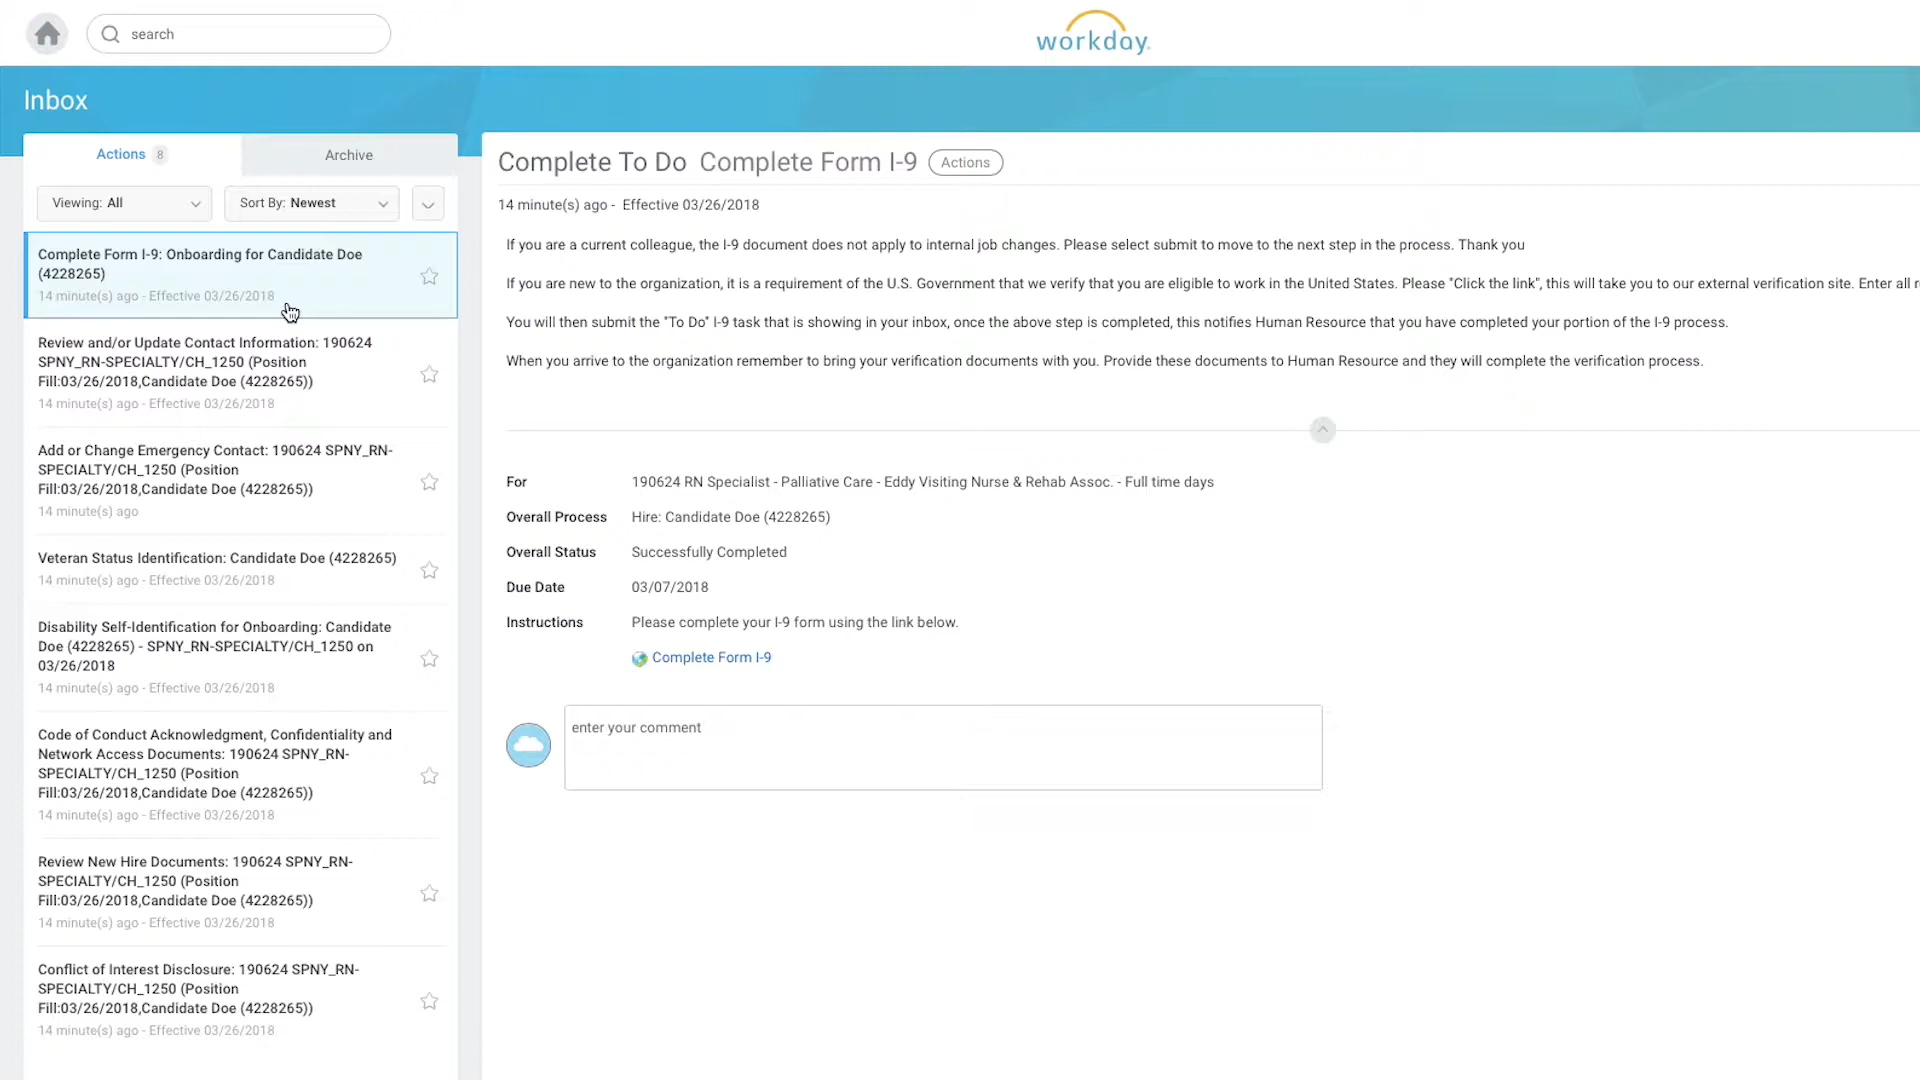 search
workday.
Inbox
Actions 8
Archive
Viewing: All
Sort By: Newest
Complete Form I-9: Onboarding for Candidate Doe
(4228265)
14 minute(s) ago - Effective 03/26/2018
Review and/or Update Contact Information: 190624
SPNY_RN-SPECIALTY/CH_1250 (Position
Fill:03/26/2018,Candidate Doe (4228265))
14 minute(s) ago - Effective 03/26/2018
Add or Change Emergency Contact: 190624 SPNY_RN-
SPECIALTY/CH_1250 (Position
Fill:03/26/2018,Candidate Doe (4228265))
14 minute(s) ago
Veteran Status Identification: Candidate Doe (4228265)
14 minute(s) ago - Effective 03/26/2018
Disability Self-Identification for Onboarding: Candidate
Doe (4228265) - SPNY_RN-SPECIALTY/CH_1250 on
03/26/2018
14 minute(s) ago - Effective 03/26/2018
Code of Conduct Acknowledgment, Confidentiality and
Network Access Documents: 190624 SPNY_RN-
SPECIALTY/CH_1250 (Position
Fill:03/26/2018,Candidate Doe (4228265))
14 minute(s) ago - Effective 03/26/2018
Review New Hire Documents: 190624 SPNY_RN-
SPECIALTY/CH_1250 (Position
Fill:03/26/2018,Candidate Doe (4228265))
14 minute(s) ago - Effective 03/26/2018
Conflict of Interest Disclosure: 190624 SPNY_RN-
SPECIALTY/CH_1250 (Position
Fill:03/26/2018,Candidate Doe (4228265))
14 minute(s) ago - Effective 03/26/2018
Complete To Do Complete Form I-9 Actions
14 minute(s) ago - Effective 03/26/2018
If you are a current colleague, the I-9 document does not apply to internal job changes. Please select submit to move to the next step in the process. Thank you
If you are new to the organization, it is a requirement of the U.S. Government that we verify that you are eligible to work in the United States. Please "Click the link", this will take you to our external verification site. Enter all
You will then submit the "To Do" I-9 task that is showing in your inbox, once the above step is completed, this notifies Human Resource that you have completed your portion of the I-9 process.
When you arrive to the organization remember to bring your verification documents with you. Provide these documents to Human Resource and they will complete the verification process.
For 190624 RN Specialist - Palliative Care - Eddy Visiting Nurse & Rehab Assoc. - Full time days
Overall Process Hire: Candidate Doe (4228265)
Overall Status Successfully Completed
Due Date 03/07/2018
Instructions Please complete your I-9 form using the link below.
Complete Form I-9
enter your comment